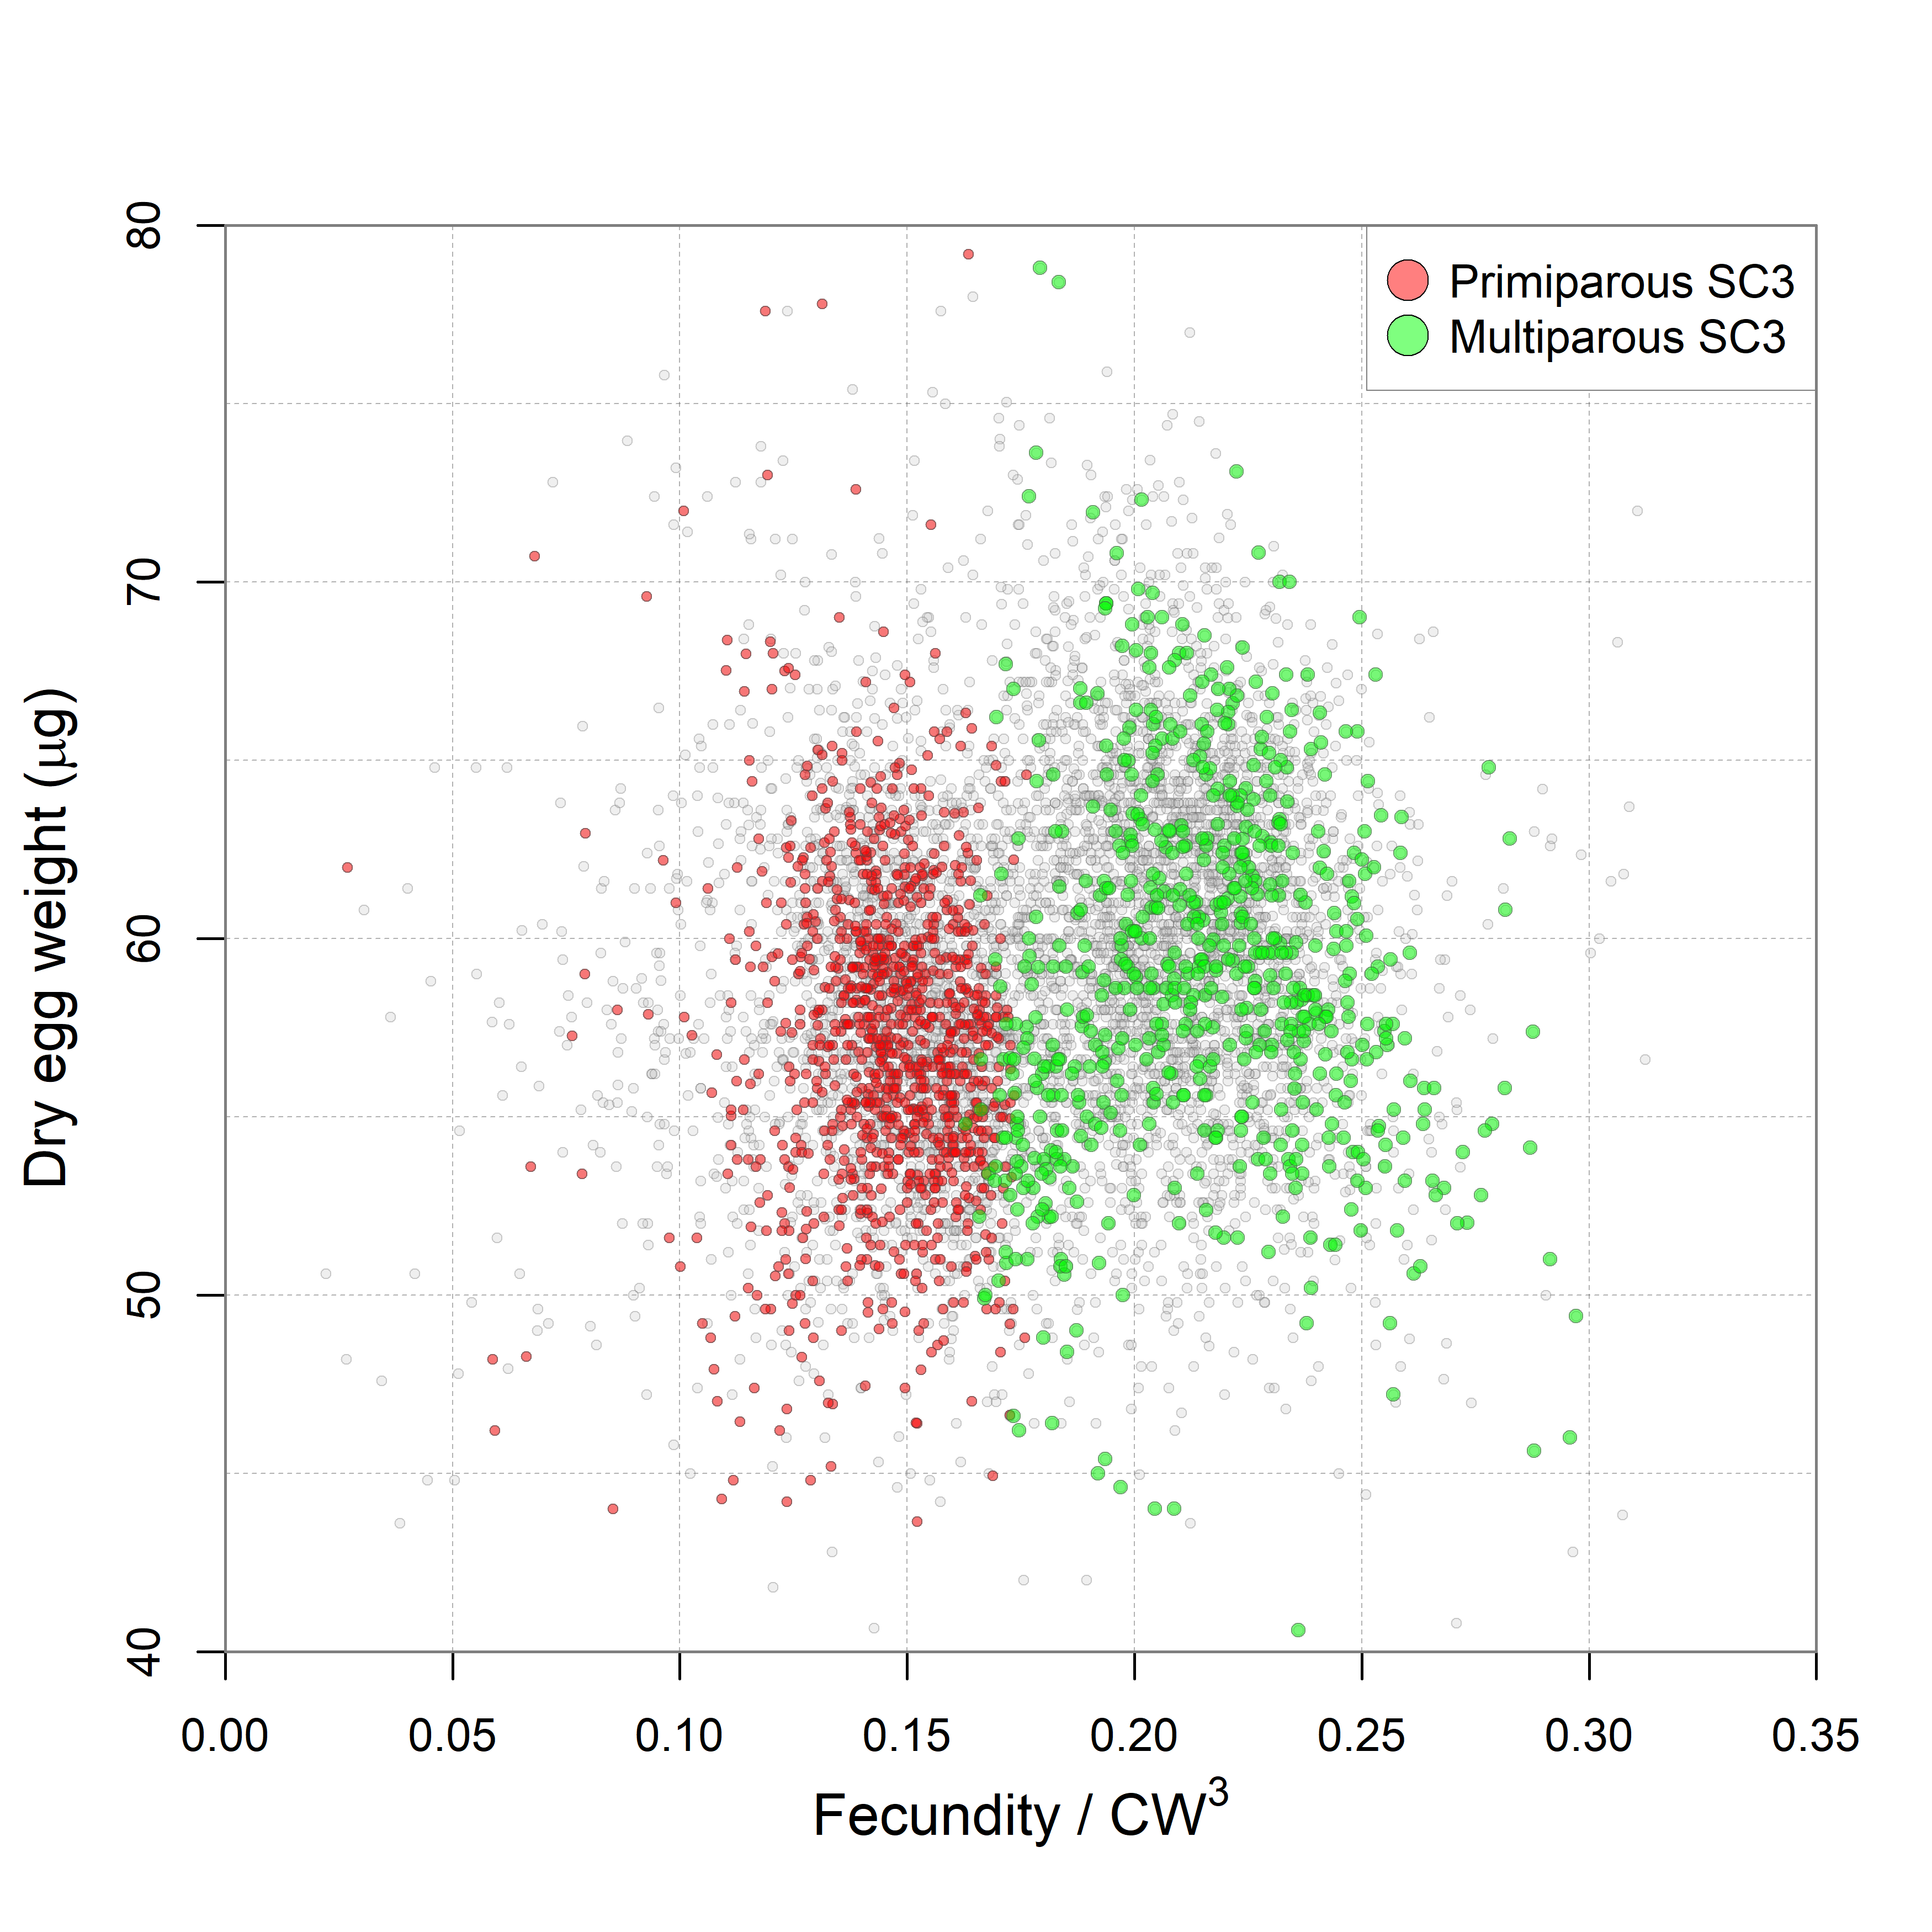 Primiparous SC3
Multiparous SC3
80
70
60
50
40
Dry egg weight (μg)
0.00 0.05 0.10 0.15 0.20 0.25 0.30 0.35
Fecundity / CW³